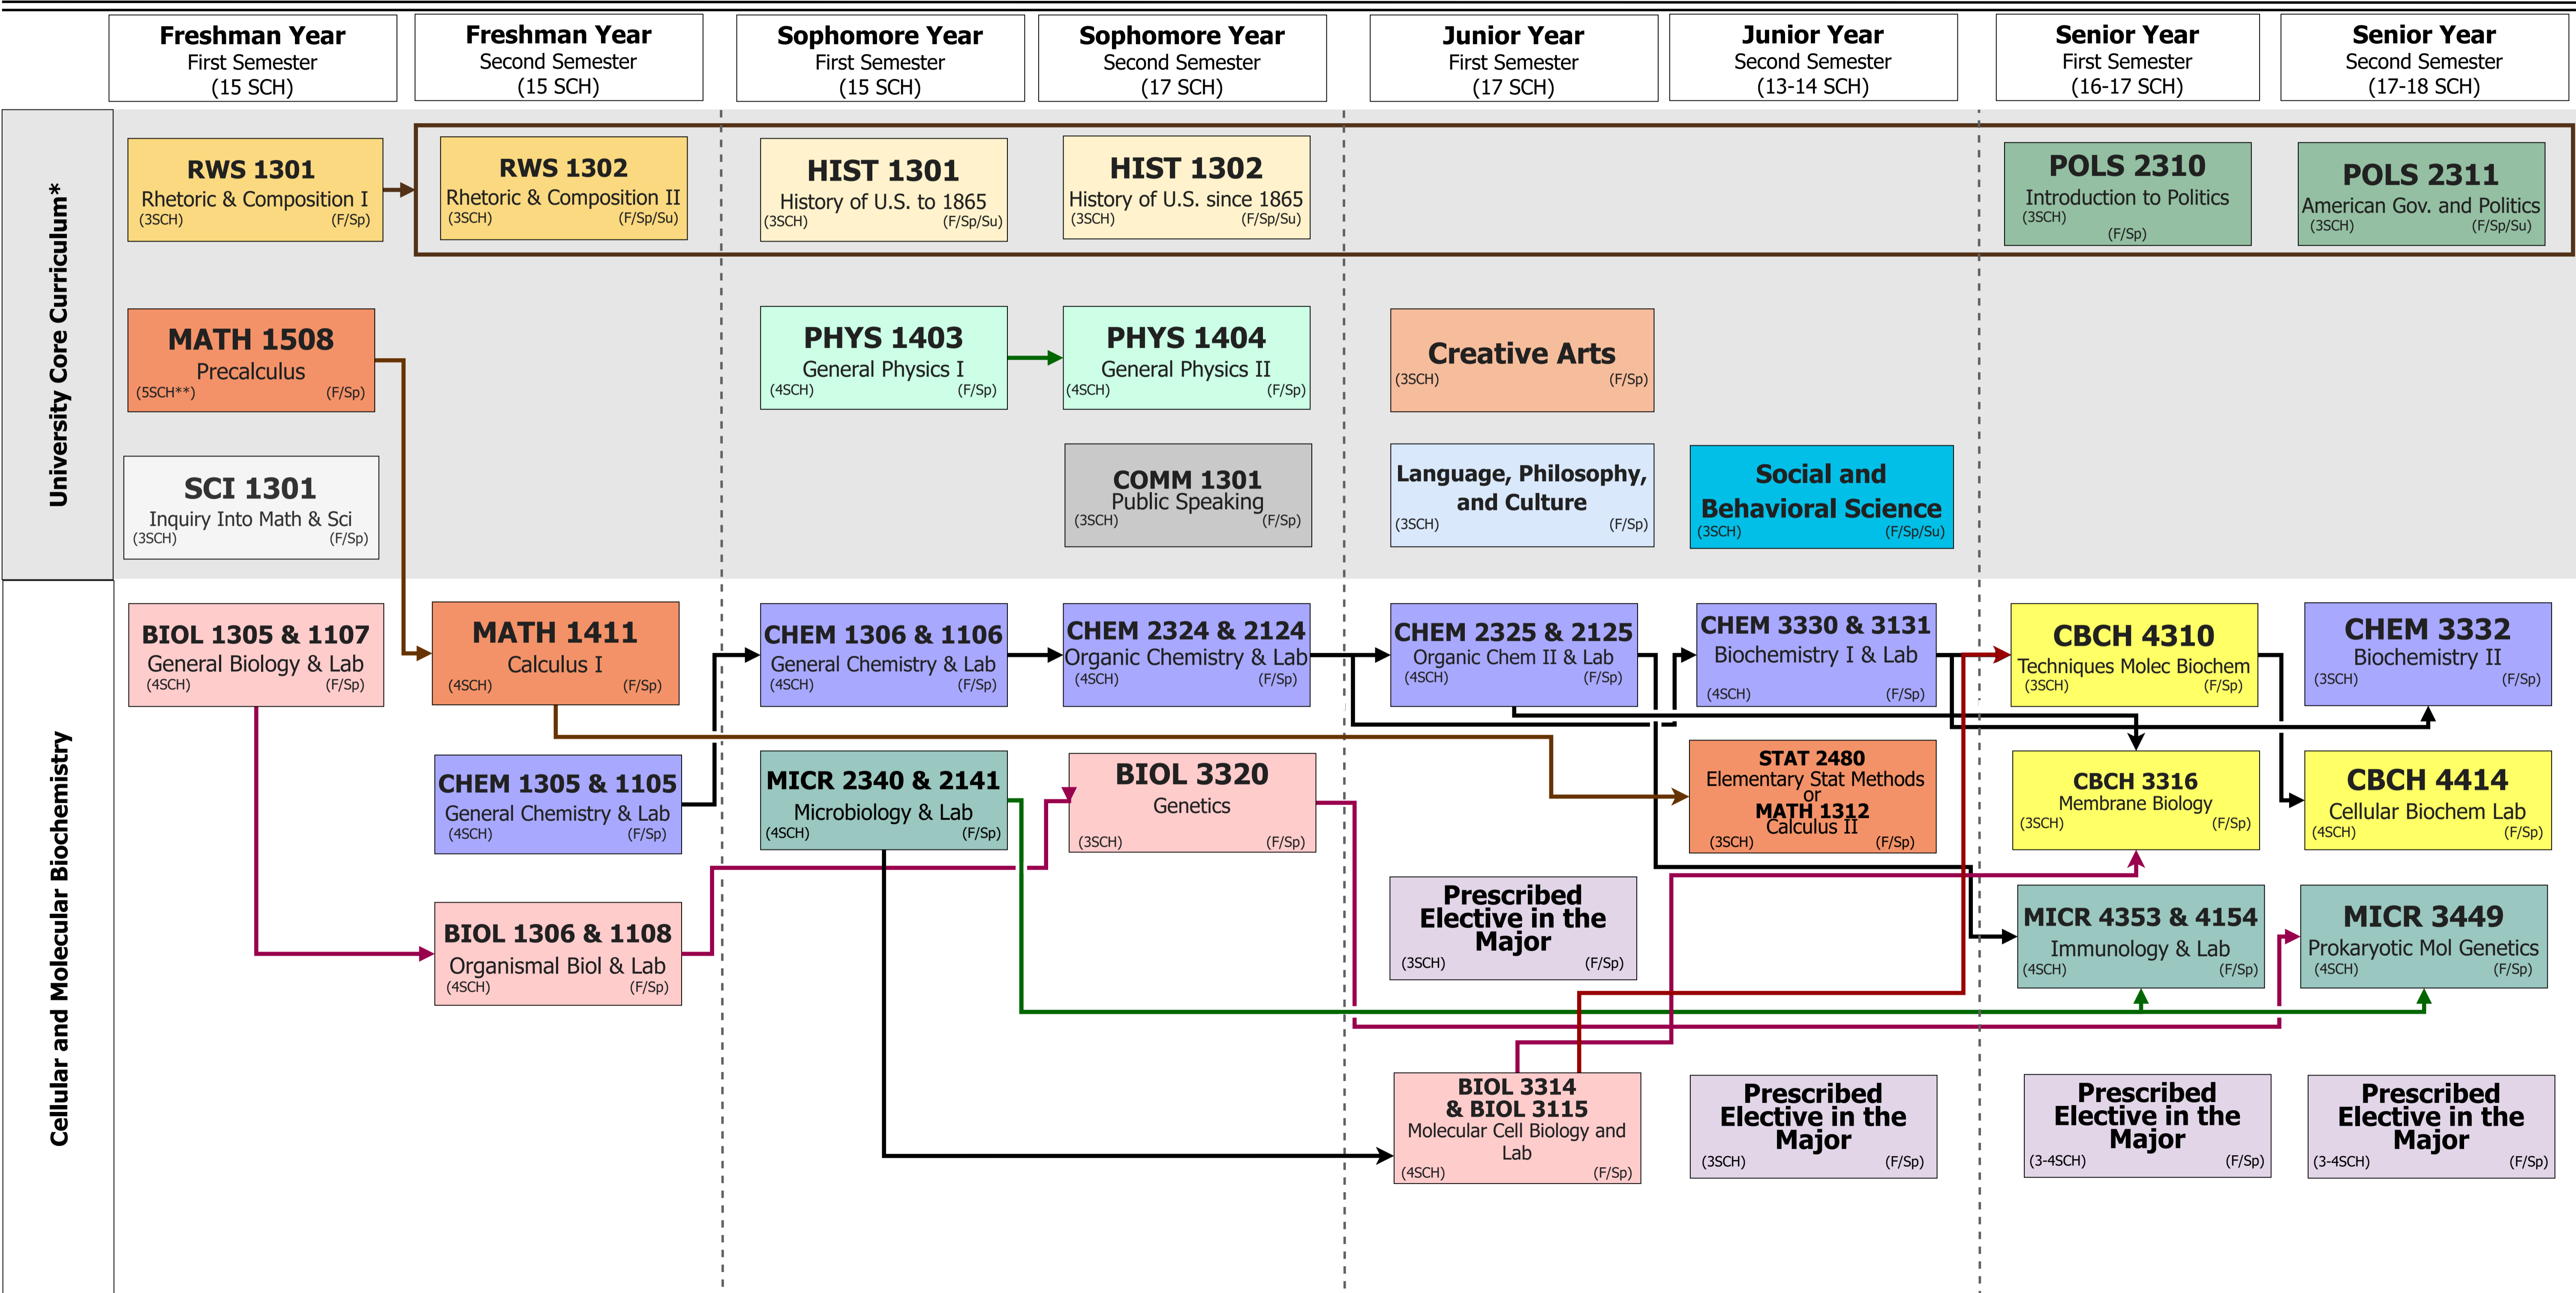 Freshman Year
First Semester
(15 SCH)
Freshman Year
Second Semester
(15 SCH)
Sophomore Year
First Semester
(15 SCH)
Sophomore Year
Second Semester
(17 SCH)
Junior Year
First Semester
(17 SCH)
Junior Year
Second Semester
(13-14 SCH)
Senior Year
First Semester
(16-17 SCH)
Senior Year
Second Semester
(17-18 SCH)
University Core Curriculum*
RWS 1301
Rhetoric & Composition I
(3SCH) (F/Sp)
RWS 1302
Rhetoric & Composition II
(3SCH) (F/Sp/Su)
HIST 1301
History of U.S. to 1865
(3SCH) (F/Sp/Su)
HIST 1302
History of U.S. since 1865
(3SCH) (F/Sp/Su)
POLS 2310
Introduction to Politics
(3SCH)
(F/Sp)
POLS 2311
American Gov. and Politics
(3SCH) (F/Sp/Su)
MATH 1508
Precalculus
(5SCH**) (F/Sp)
PHYS 1403
General Physics I
(4SCH) (F/Sp)
PHYS 1404
General Physics II
(4SCH) (F/Sp)
Creative Arts
(3SCH) (F/Sp)
SCI 1301
Inquiry Into Math & Sci
(3SCH) (F/Sp)
COMM 1301
Public Speaking
(3SCH) (F/Sp)
Language, Philosophy,
and Culture
(3SCH) (F/Sp)
Social and
Behavioral Science
(3SCH) (F/Sp/Su)
Cellular and Molecular Biochemistry
BIOL 1305 & 1107
General Biology & Lab
(4SCH) (F/Sp)
MATH 1411
Calculus I
(4SCH) (F/Sp)
CHEM 1306 & 1106
General Chemistry & Lab
(4SCH) (F/Sp)
CHEM 2324 & 2124
Organic Chemistry & Lab
(4SCH) (F/Sp)
CHEM 2325 & 2125
Organic Chem II & Lab
(4SCH) (F/Sp)
CHEM 3330 & 3131
Biochemistry I & Lab
(4SCH) (F/Sp)
CBCH 4310
Techniques Molec Biochem
(3SCH) (F/Sp)
CHEM 3332
Biochemistry II
(3SCH) (F/Sp)
CHEM 1305 & 1105
General Chemistry & Lab
(4SCH) (F/Sp)
MICR 2340 & 2141
Microbiology & Lab
(4SCH) (F/Sp)
BIOL 3320
Genetics
(3SCH) (F/Sp)
STAT 2480
Elementary Stat Methods
or
MATH 1312
Calculus II
(3SCH) (F/Sp)
CBCH 3316
Membrane Biology
(3SCH) (F/Sp)
CBCH 4414
Cellular Biochem Lab
(4SCH) (F/Sp)
BIOL 1306 & 1108
Organismal Biol & Lab
(4SCH) (F/Sp)
Prescribed
Elective in the
Major
(3SCH) (F/Sp)
MICR 4353 & 4154
Immunology & Lab
(4SCH) (F/Sp)
MICR 3449
Prokaryotic Mol Genetics
(4SCH) (F/Sp)
BIOL 3314
& BIOL 3115
Molecular Cell Biology and
Lab
(4SCH) (F/Sp)
Prescribed
Elective in the
Major
(3SCH) (F/Sp)
Prescribed
Elective in the
Major
(3-4SCH) (F/Sp)
Prescribed
Elective in the
Major
(3-4SCH) (F/Sp)